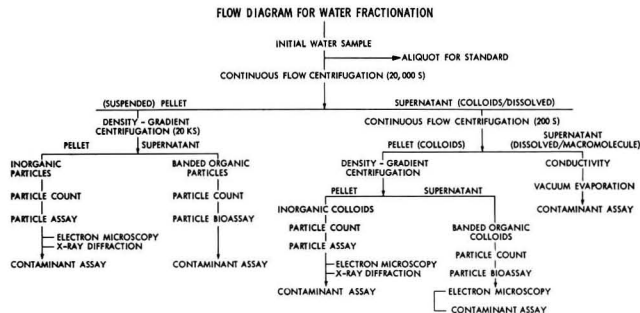 FLOW DIAGRAM FOR WATER FRACTIONATION
INITIAL WATER SAMPLE
ALIQUOT FOR STANDARD
CONTINUOUS FLOW CENTRIFUGATION (20,000 S)
(SUSPENDED) PELLET
SUPERNATANT (COLLOIDS/DISSOLVED)
DENSITY - GRADIENT
CENTRIFUGATION (20 KS)
PELLET
SUPERNATANT
INORGANIC
PARTICLES
PARTICLE COUNT
PARTICLE ASSAY
ELECTRON MICROSCOPY
X-RAY DIFFRACTION
CONTAMINANT ASSAY
BANDED ORGANIC
PARTICLES
PARTICLE COUNT
PARTICLE BIOASSAY
CONTAMINANT ASSAY
CONTINUOUS FLOW CENTRIFUGATION (200 S)
PELLET (COLLOIDS)
SUPERNATANT
(DISSOLVED/MACROMOLECULE)
DENSITY - GRADIENT
CENTRIFUGATION
PELLET
SUPERNATANT
INORGANIC COLLOIDS
PARTICLE COUNT
PARTICLE ASSAY
ELECTRON MICROSCOPY
X-RAY DIFFRACTION
CONTAMINANT ASSAY
BANDED ORGANIC
COLLOIDS
PARTICLE COUNT
PARTICLE BIOASSAY
ELECTRON MICROSCOPY
CONTAMINANT ASSAY
CONDUCTIVITY
VACUUM EVAPORATION
CONTAMINANT ASSAY